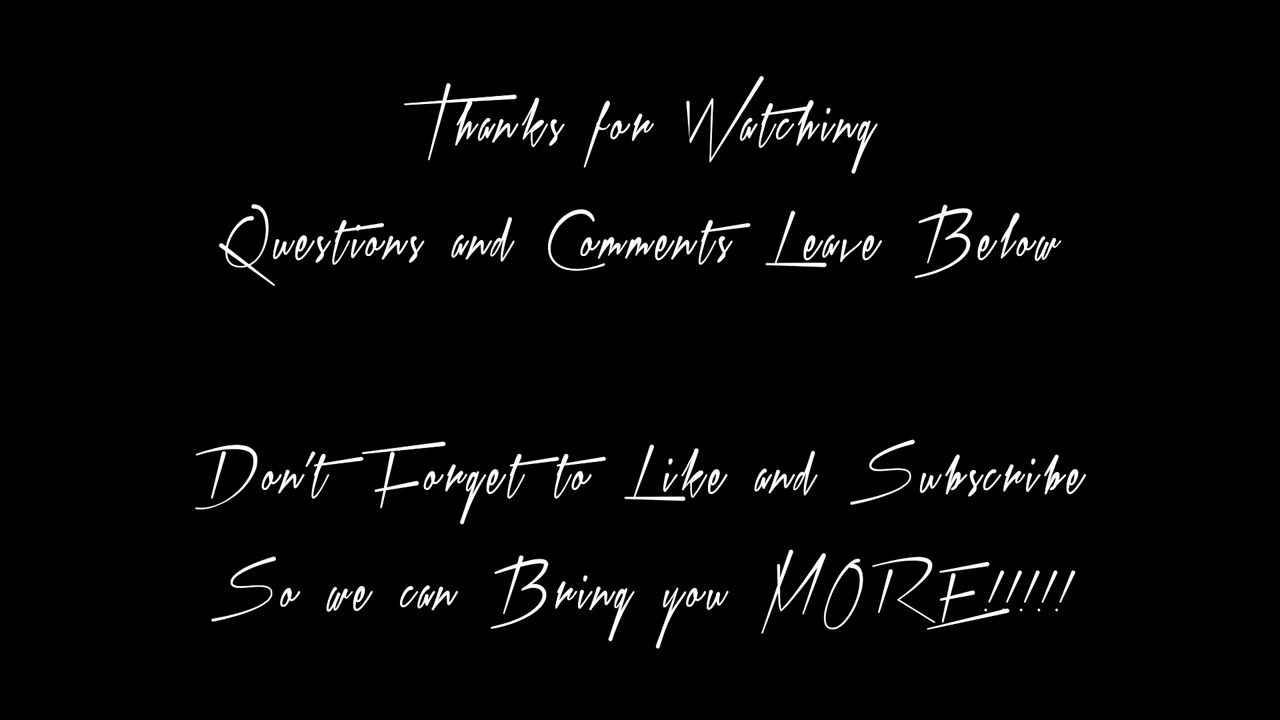 Thanks for Watching
Questions and Comments Leave Below
Don't Forget to Like and Subscribe
So we can Bring you MORE!!!!!